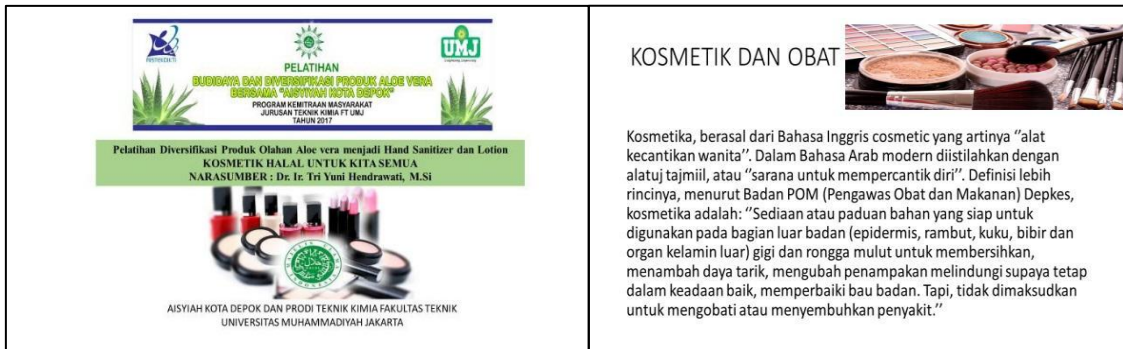 UMJ
PELATIHAN
BUDIDAYA DAN DIVERSIFIKASI PRODUK ALOE VERA
BERSAMA "AISYIYAH KOTA DEPOK"
PROGRAM KEMITRAAN MASYARAKAT
JURUSAN TEKNIK KIMIA FT UMJ
TAHUN 2017
Pelatihan Diversifikasi Produk Olahan Aloe vera menjadi Hand Sanitizer dan Lotion
KOSMETIK HALAL UNTUK KITA SEMUA
NARASUMBER : Dr. Ir. Tri Yuni Hendrawati, M.Si
AISYIAH KOTA DEPOK DAN PRODI TEKNIK KIMIA FAKULTAS TEKNIK
UNIVERSITAS MUHAMMADIYAH JAKARTA
KOSMETIK DAN OBAT
Kosmetika, berasal dari Bahasa Inggris cosmetic yang artinya ‘’alat
kecantikan wanita’’. Dalam Bahasa Arab modern diistilahkan dengan
alatuj tajmiil, atau ‘’sarana untuk mempercantik diri’’. Definisi lebih
rincinya, menurut Badan POM (Pengawas Obat dan Makanan) Depkes,
kosmetika adalah: ‘’Sediaan atau paduan bahan yang siap untuk
digunakan pada bagian luar badan (epidermis, rambut, kuku, bibir dan
organ kelamin luar) gigi dan rongga mulut untuk membersihkan,
menambah daya tarik, mengubah penampakan melindungi supaya tetap
dalam keadaan baik, memperbaiki bau badan. Tapi, tidak dimaksudkan
untuk mengobati atau menyembuhkan penyakit.’’